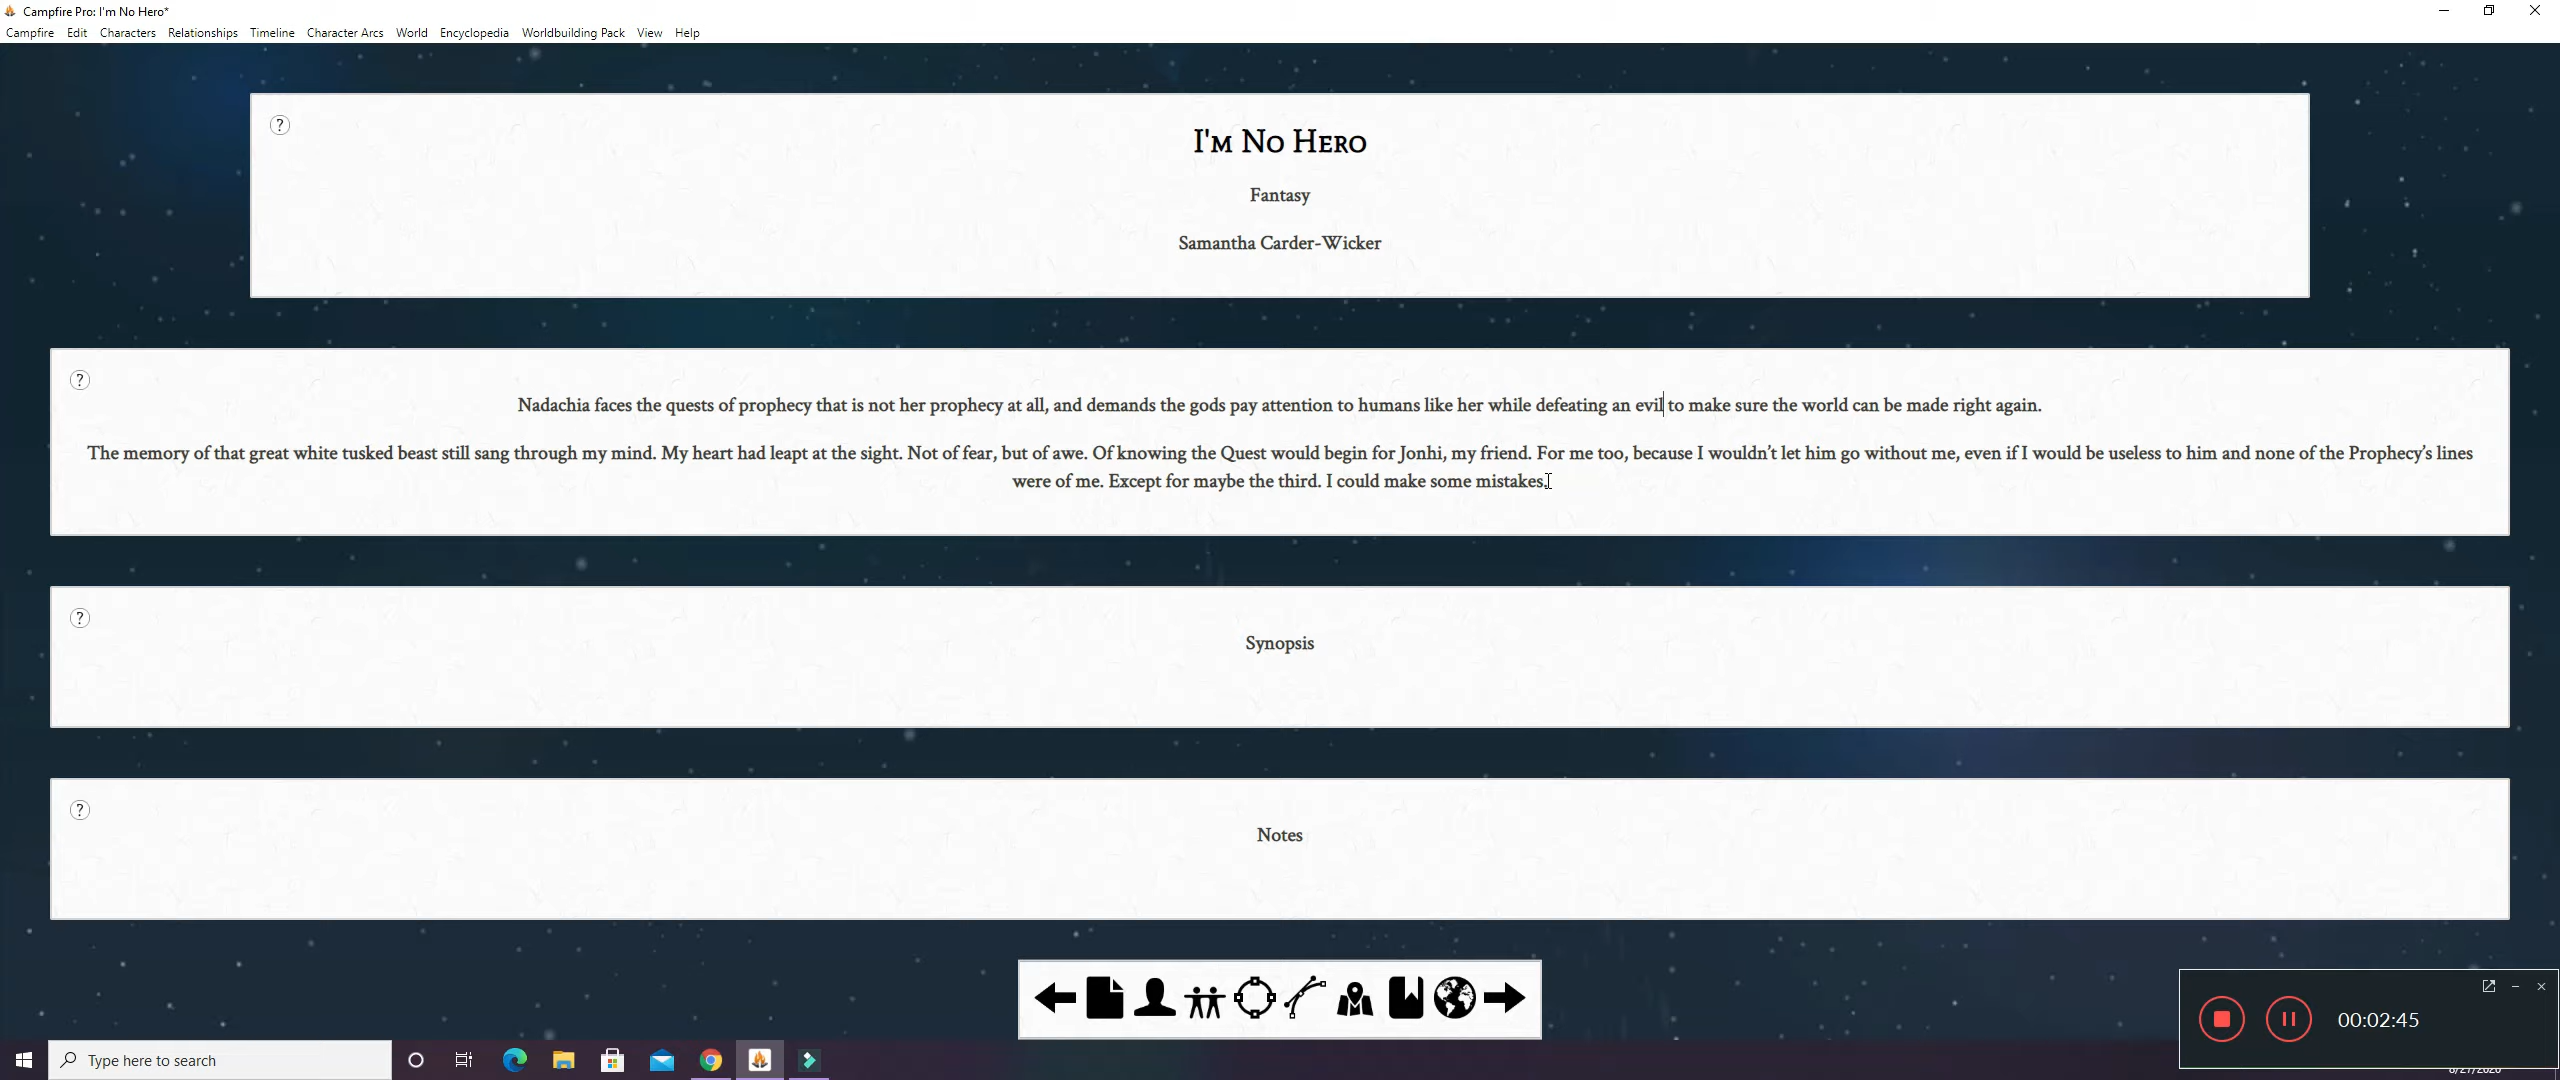 Campfire Pro: I'm No Hero*
Campfire Edit Characters Relationships Timeline Character Arcs World Encyclopedia Worldbuilding Pack View Help
?
I'm No Hero
Fantasy
Samantha Carder-Wicker
?
Nadachia faces the quests of prophecy that is not her prophecy at all, and demands the gods pay attention to humans like her while defeating an evil to make sure the world can be made right again.
The memory of that great white tusked beast still sang through my mind. My heart had leapt at the sight. Not of fear, but of awe. Of knowing the Quest would begin for Jonhi, my friend. For me too, because I wouldn’t let him go without me, even if I would be useless to him and none of the Prophecy’s lines
were of me. Except for maybe the third. I could make some mistakes.
?
Synopsis
?
Notes
00:02:45
Type here to search
8/27/2020